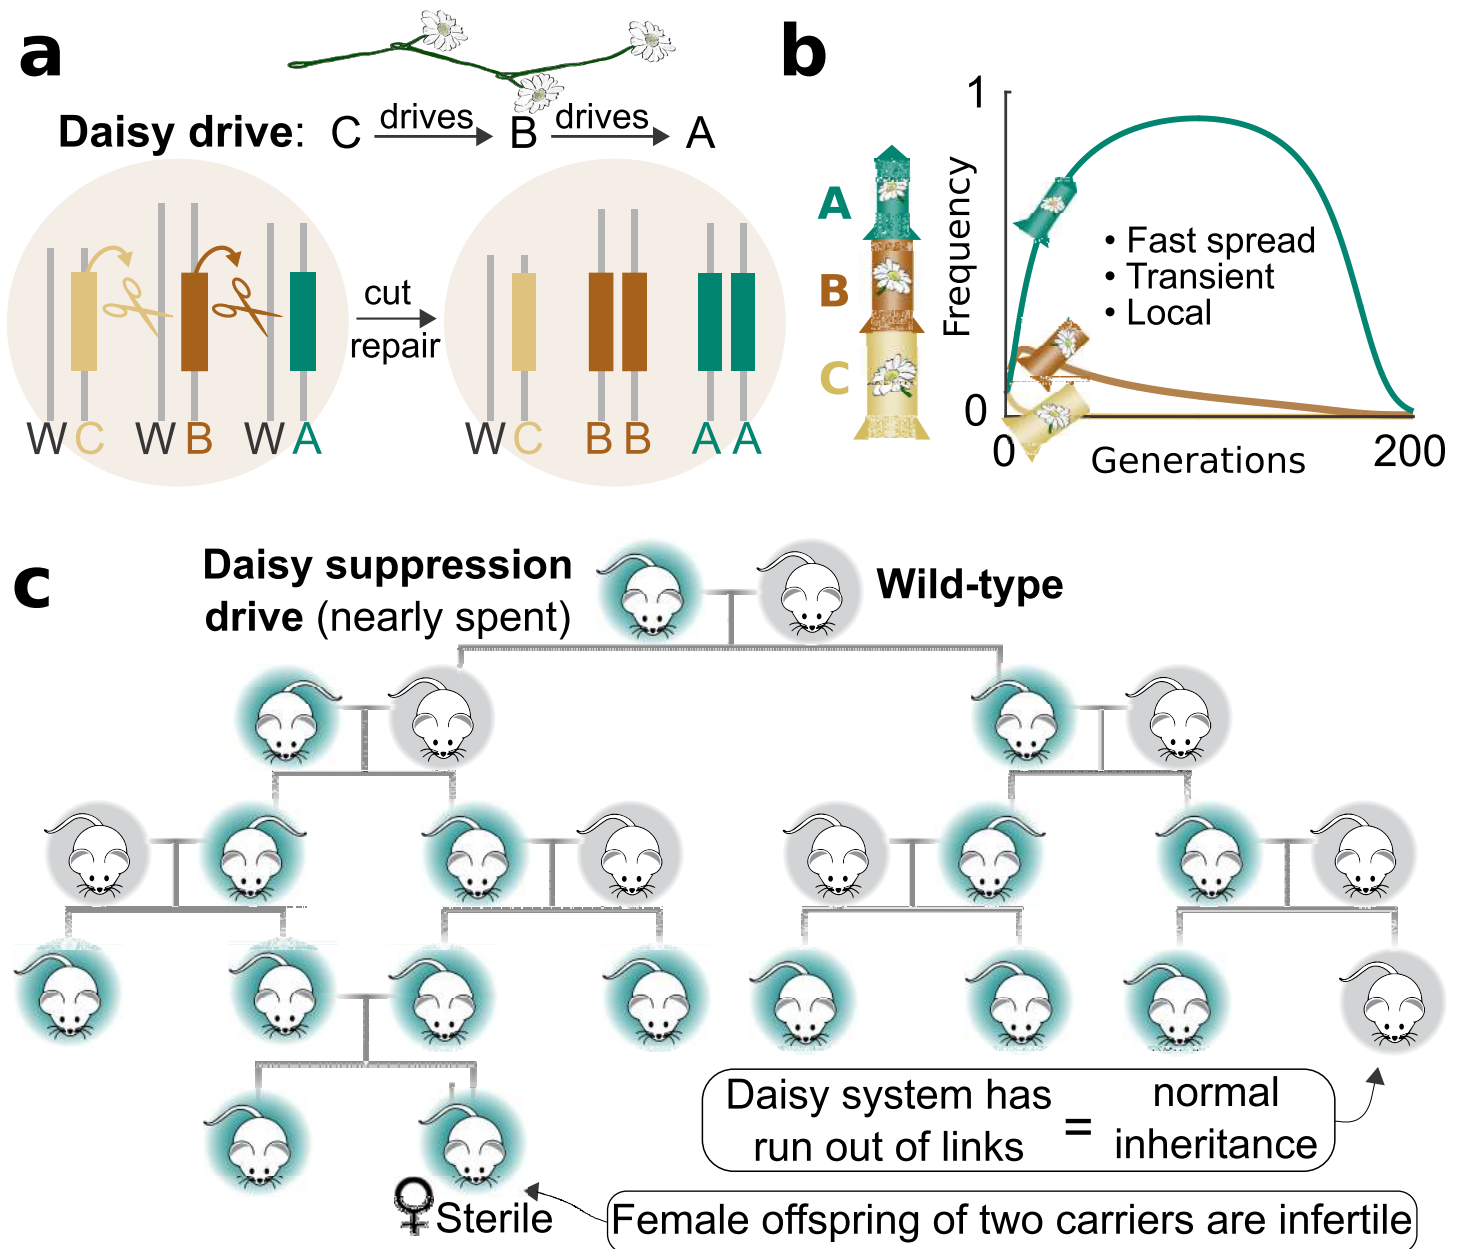 a
Daisy drive: C drives B drives A
cut
repair
W C W B W A
W C B B A A
b
A
B
C
Frequency
1
0
• Fast spread
• Transient
• Local
0 Generations 200
c
Daisy suppression
drive (nearly spent)
Wild-type
Daisy system has
run out of links
=
normal
inheritance
♀Sterile
Female offspring of two carriers are infertile